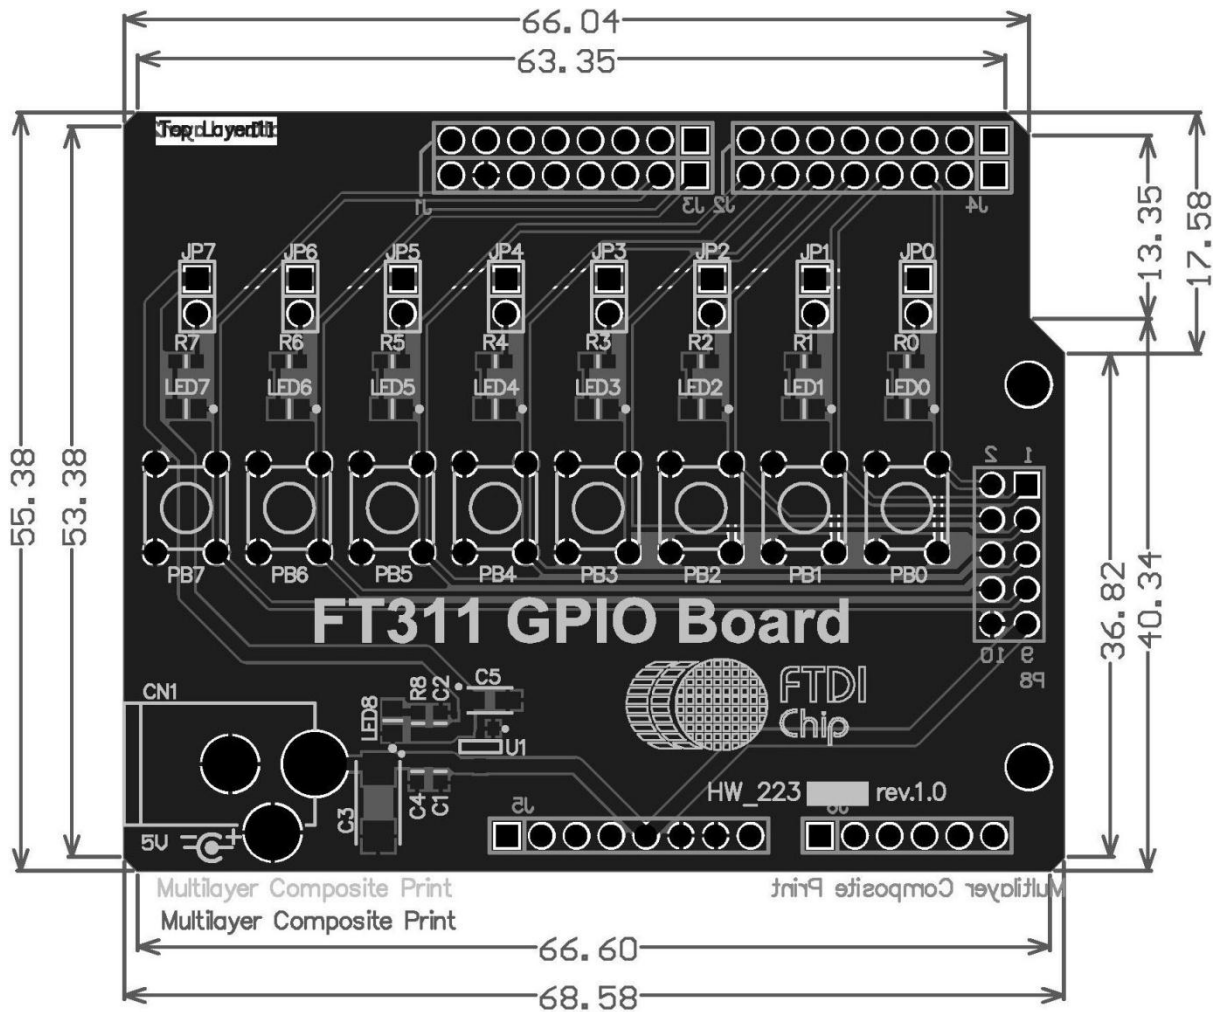 66.04
63.35
Top Layer
J1
J3
J2
J4
13.35
17.58
JP7 JP6 JP5 JP4 JP3 JP2 JP1 JP0
R7 R6 R5 R4 R3 R2 R1 R0
LED7 LED6 LED5 LED4 LED3 LED2 LED1 LED0
2 1
55.38
53.38
36.82
40.34
PB7 PB6 PB5 PB4 PB3 PB2 PB1 PB0
FT311 GPIO Board
10 9
P8
CN1
LED8
R8
C2
C5
FTDI
Chip
U1
C3
C4
C1
HW_223 rev.1.0
J5
J6
5V
+
Multilayer Composite Print
Multilayer Composite Print
Multilayer Composite Print
66.60
68.58